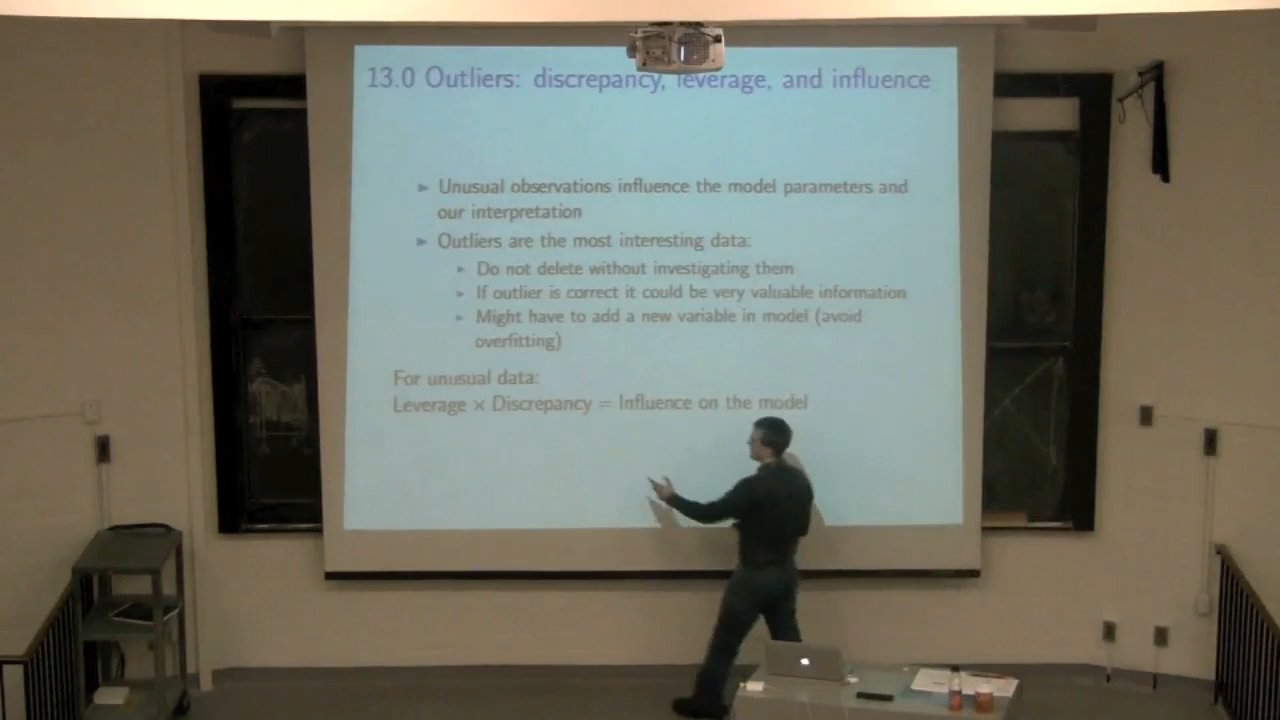 13.0 Outliers: discrepancy, leverage, and influence
Unusual observations influence the model parameters and
our interpretation
Outliers are the most interesting data:
Do not delete without investigating them
If outlier is correct it could be very valuable information
Might have to add a new variable in model (avoid
overfitting)
For unusual data:
Leverage × Discrepancy = Influence on the model